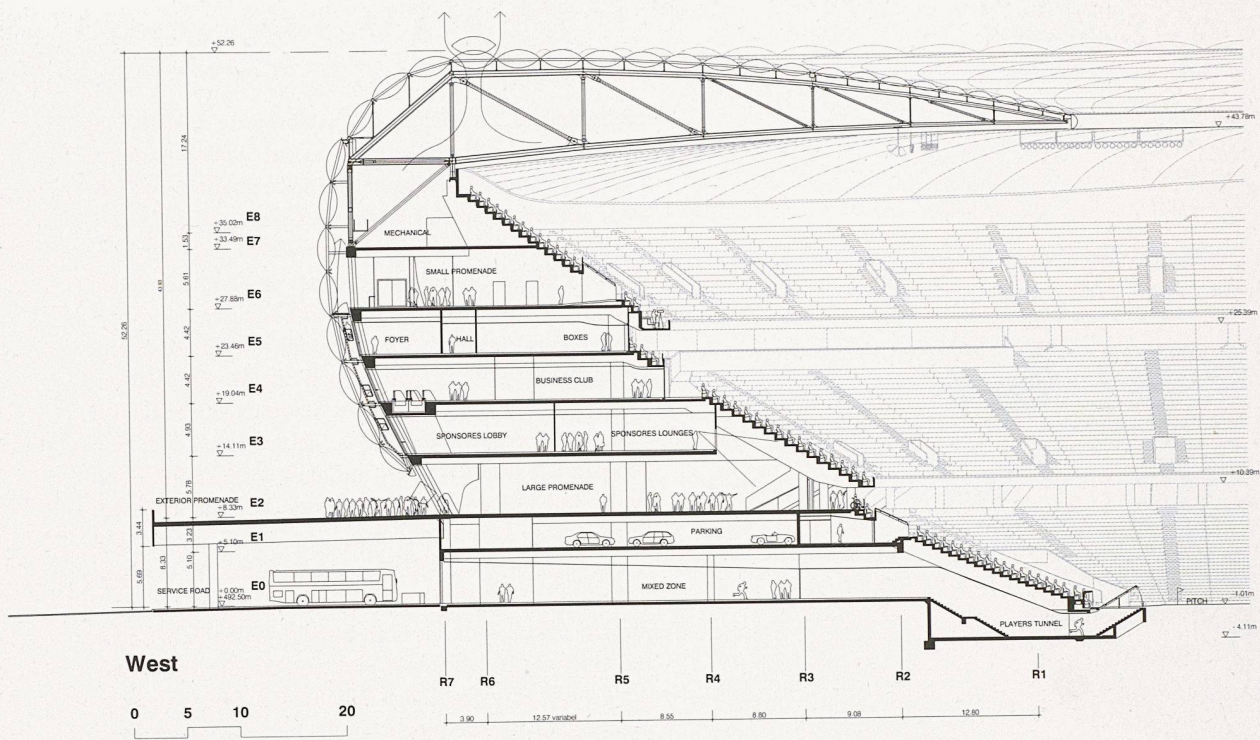 +52.26
+43.78m
17.24
E8
+35.02m
MECHANICAL
E7
+33.49m
1.53
SMALL PROMENADE
5.61
E6
+27.88m
43.93
+25.39m
52.26
4.42
E5
+23.46m
FOYER
HALL
BOXES
BUSINESS CLUB
4.42
E4
+19.04m
SPONSORES LOBBY
SPONSORES LOUNGES
4.93
E3
+14.11m
+10.39m
LARGE PROMENADE
5.78
EXTERIOR PROMENADE
E2
+8.33m
3.44
3.23
PARKING
E1
+5.10m
8.33
5.10
5.69
MIXED ZONE
E0
SERVICE ROAD
+0.00m
+492.50m
-1.01m
PITCH
PLAYERS TUNNEL
-4.11m
West
R7 R6 R5 R4 R3 R2 R1
0 5 10 20
3.90 12.57 variabel 8.55 8.80 9.08 12.80